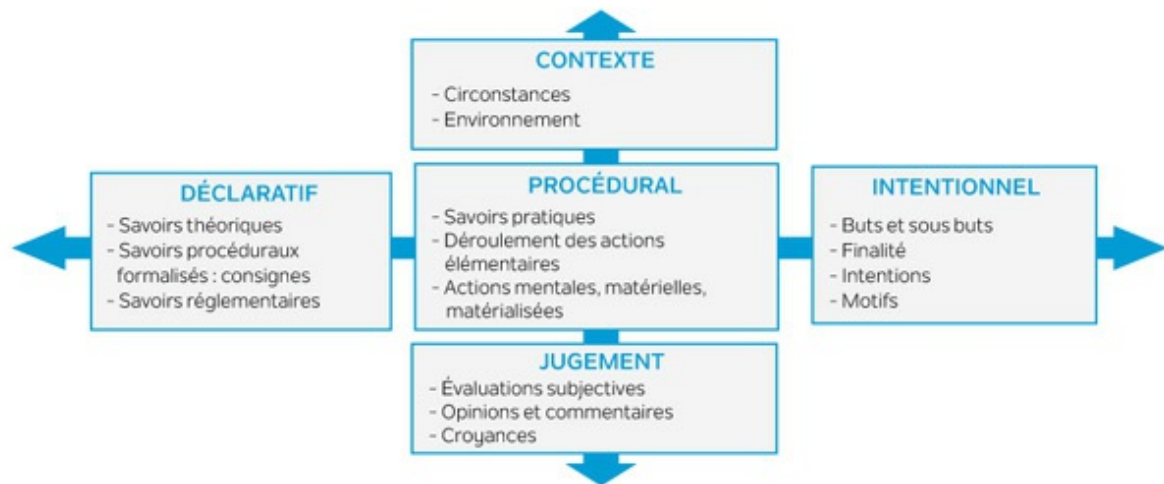 CONTEXTE
- Circonstances
- Environnement
DÉCLARATIF
- Savoirs théoriques
- Savoirs procéduraux
formalisés : consignes
- Savoirs réglementaires
PROCÉDURAL
- Savoirs pratiques
- Déroulement des actions
élémentaires
- Actions mentales, matérielles,
matérialisées
INTENTIONNEL
- Buts et sous buts
- Finalité
- Intentions
- Motifs
JUGEMENT
- Évaluations subjectives
- Opinions et commentaires
- Croyances